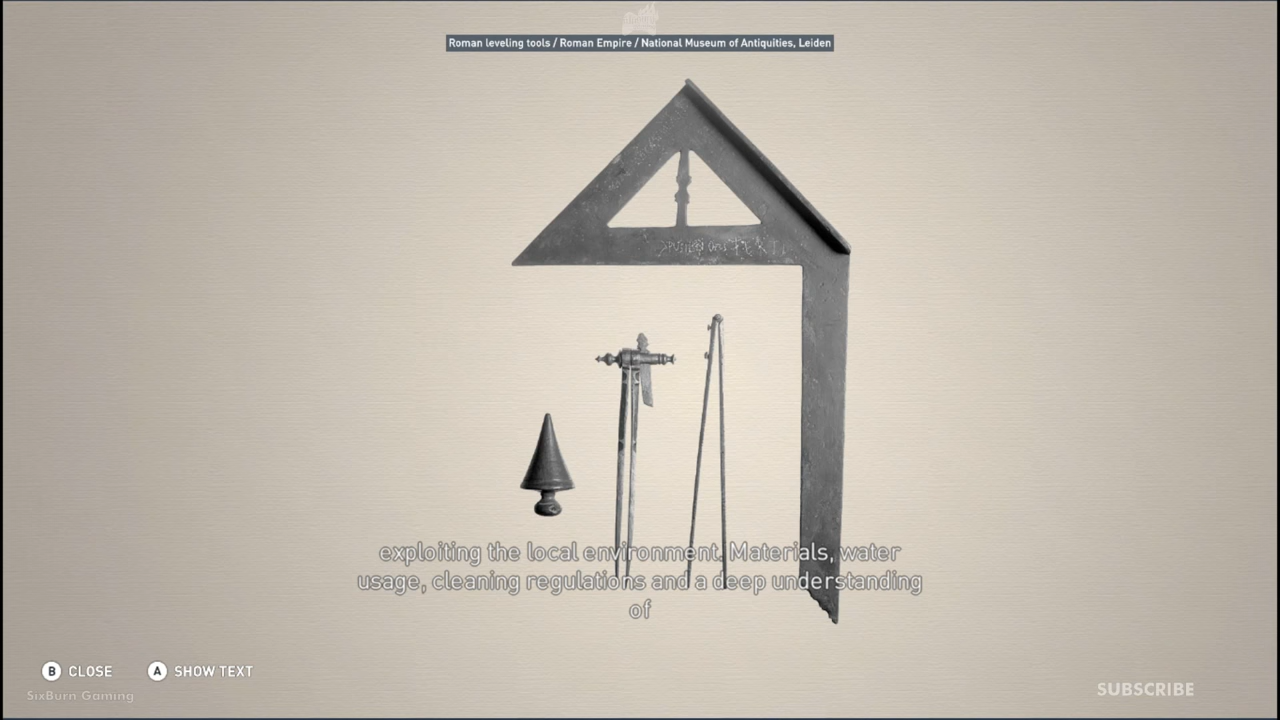 Roman leveling tools / Roman Empire / National Museum of Antiquities, Leiden
exploiting the local environment. Materials, water
usage, cleaning regulations and a deep understanding
of
B CLOSE
A SHOW TEXT
SixBurn Gaming
SUBSCRIBE